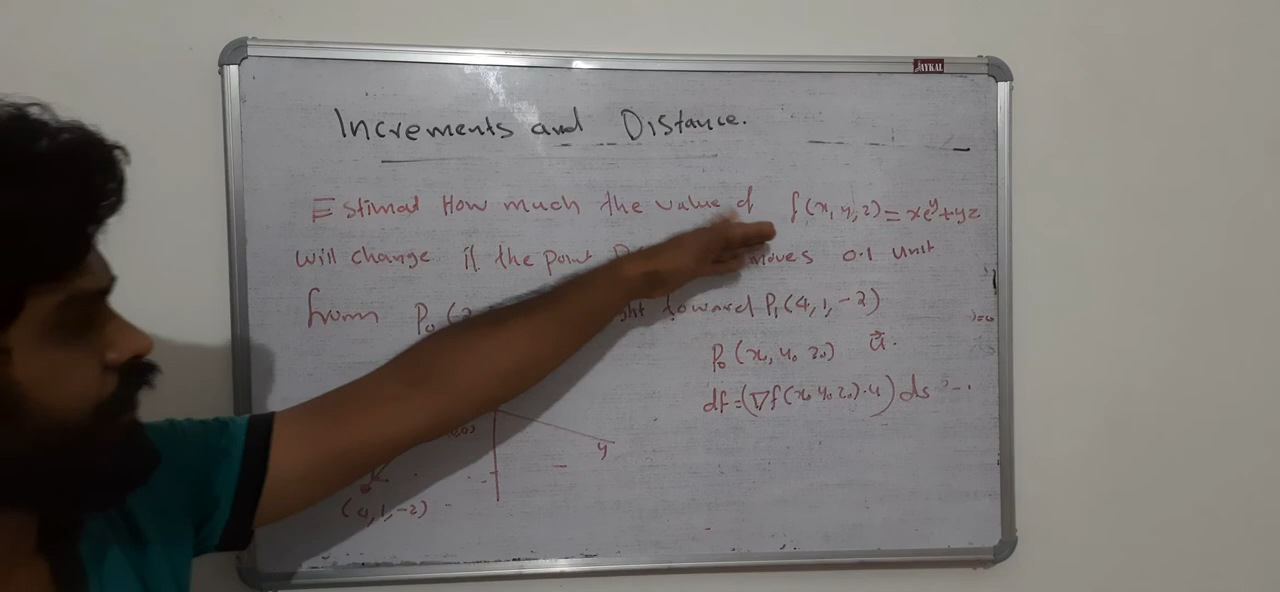 JAYKAL
Increments and Distance.
Estimat How much the value of f(x, y, z) = xe^y + yz
will change if the point moves 0.1 unit
from P₀ (2, toward P₁(4, 1, -2)
P₀ (x₀, y₀ z₀) u⃗.
df = (∇f(x₀ y₀ z₀)·u) ds
y
(4, 1, -2)